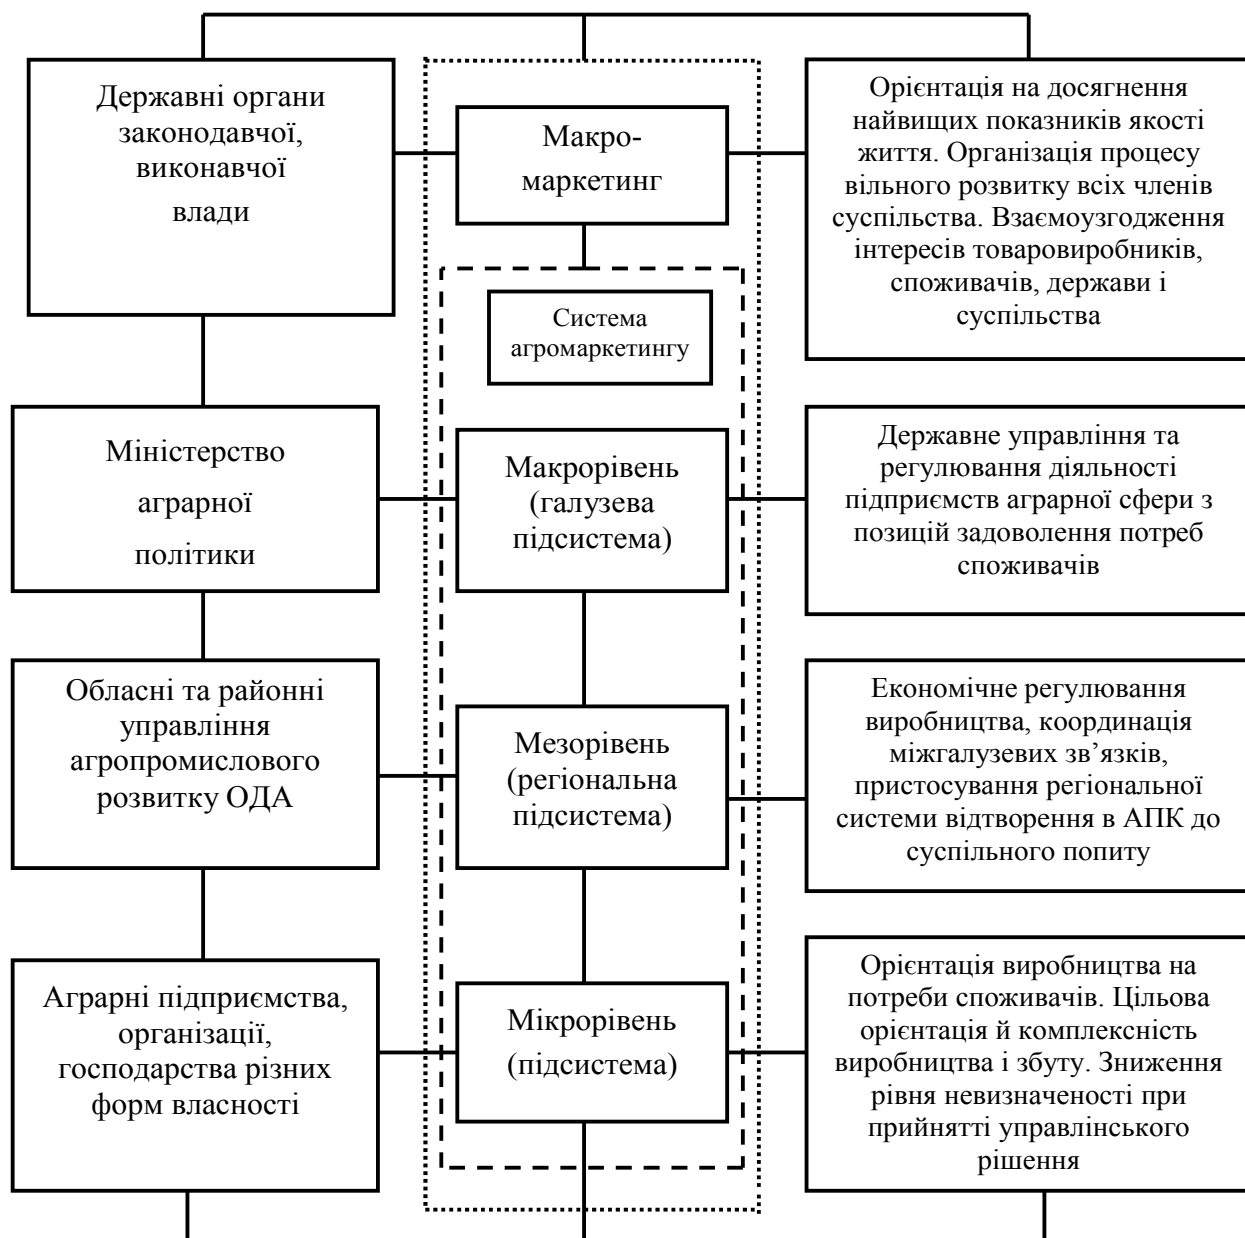 Державні органи
законодавчої,
виконавчої
влади
Макро-
маркетинг
Орієнтація на досягнення
найвищих показників якості
життя. Організація процесу
вільного розвитку всіх членів
суспільства. Взаємоузгодження
інтересів товаровиробників,
споживачів, держави і
суспільства
Система
агромаркетингу
Міністерство
аграрної
політики
Макрорівень
(галузева
підсистема)
Державне управління та
регулювання діяльності
підприємств аграрної сфери з
позицій задоволення потреб
споживачів
Обласні та районні
управління
агропромислового
розвитку ОДА
Мезорівень
(регіональна
підсистема)
Економічне регулювання
виробництва, координація
міжгалузевих зв’язків,
пристосування регіональної
системи відтворення в АПК до
суспільного попиту
Аграрні підприємства,
організації,
господарства різних
форм власності
Мікрорівень
(підсистема)
Орієнтація виробництва на
потреби споживачів. Цільова
орієнтація й комплексність
виробництва і збуту. Зниження
рівня невизначеності при
прийнятті управлінського
рішення